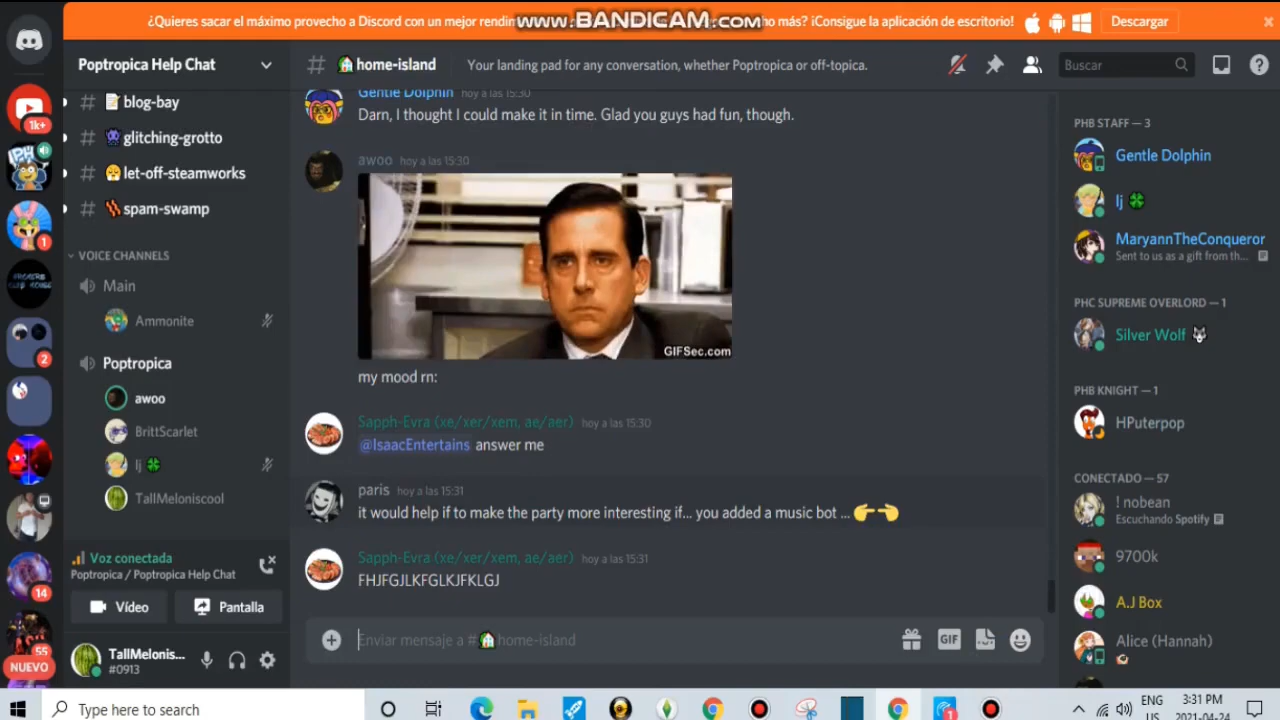 ¿Quieres sacar el máximo provecho a Discord con un mejor rendim
www.BANDICAM.com
ho más? ¡Consigue la aplicación de escritorio!
Descargar
Poptropica Help Chat
# home-island
Your landing pad for any conversation, whether Poptropica or off-topica.
Buscar
1k+
1
2
14
55
NUEVO
# blog-bay
# glitching-grotto
# let-off-steamworks
# spam-swamp
VOICE CHANNELS
Main
Ammonite
Poptropica
awoo
BrittScarlet
lj
TallMeloniscool
Voz conectada
Poptropica / Poptropica Help Chat
Vídeo
Pantalla
TallMelonis...
#0913
Gentle Dolphin hoy a las 15:30
Darn, I thought I could make it in time. Glad you guys had fun, though.
awoo hoy a las 15:30
GIFSec.com
my mood rn:
Sapph-Evra (xe/xer/xem, ae/aer) hoy a las 15:30
@IsaacEntertains answer me
paris hoy a las 15:31
it would help if to make the party more interesting if... you added a music bot ...
Sapph-Evra (xe/xer/xem, ae/aer) hoy a las 15:31
FHJFGJLKFGLKJFKLGJ
Enviar mensaje a # home-island
GIF
PHB STAFF — 3
Gentle Dolphin
lj
MaryannTheConqueror
Sent to us as a gift from th...
PHC SUPREME OVERLORD — 1
Silver Wolf
PHB KNIGHT — 1
HPuterpop
CONECTADO — 57
! nobean
Escuchando Spotify
9700k
A.J Box
Alice (Hannah)
Type here to search
1
ENG
US
3:31 PM
2021-04-24